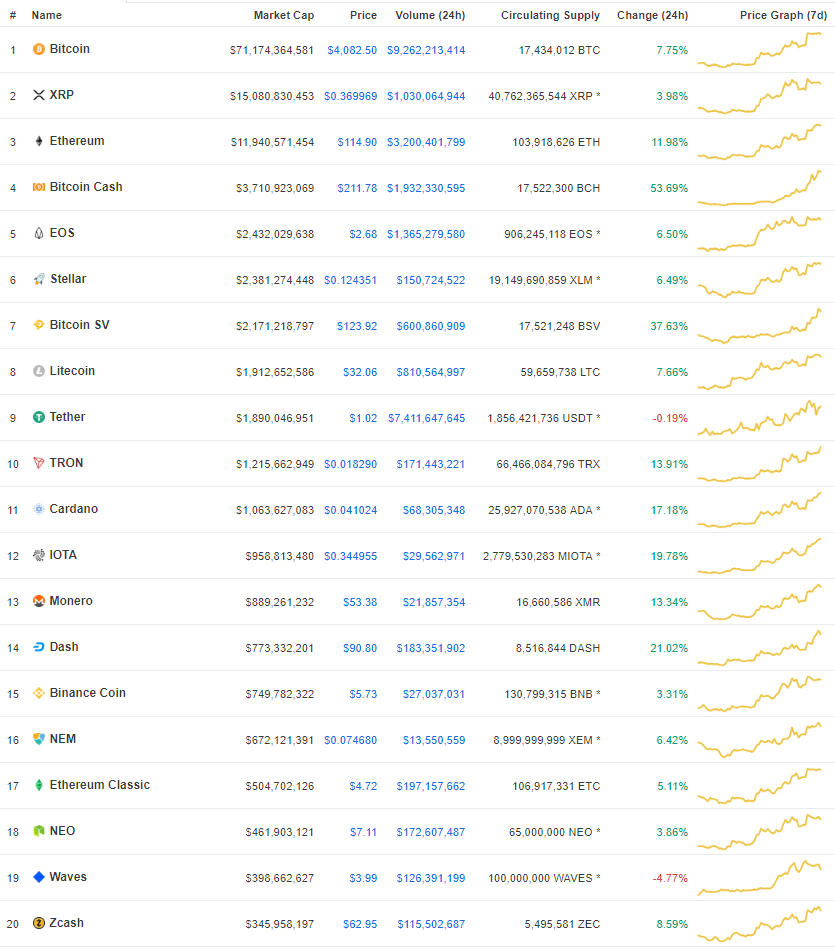 # Name Market Cap Price Volume (24h) Circulating Supply Change (24h) Price Graph (7d)
1 Bitcoin $71,174,364,581 $4,082.50 $9,262,213,414 17,434,012 BTC 7.75%
2 XRP $15,080,830,453 $0.369969 $1,030,064,944 40,762,365,544 XRP * 3.98%
3 Ethereum $11,940,571,454 $114.90 $3,200,401,799 103,918,626 ETH 11.98%
4 Bitcoin Cash $3,710,923,069 $211.78 $1,932,330,595 17,522,300 BCH 53.69%
5 EOS $2,432,029,638 $2.68 $1,365,279,580 906,245,118 EOS * 6.50%
6 Stellar $2,381,274,448 $0.124351 $150,724,522 19,149,690,859 XLM * 6.49%
7 Bitcoin SV $2,171,218,797 $123.92 $600,860,909 17,521,248 BSV 37.63%
8 Litecoin $1,912,652,586 $32.06 $810,564,997 59,659,738 LTC 7.66%
9 Tether $1,890,046,951 $1.02 $7,411,647,645 1,856,421,736 USDT * -0.19%
10 TRON $1,215,662,949 $0.018290 $171,443,221 66,466,084,796 TRX 13.91%
11 Cardano $1,063,627,083 $0.041024 $68,305,348 25,927,070,538 ADA * 17.18%
12 IOTA $958,813,480 $0.344955 $29,562,971 2,779,530,283 MIOTA * 19.78%
13 Monero $889,261,232 $53.38 $21,857,354 16,660,586 XMR 13.34%
14 Dash $773,332,201 $90.80 $183,351,902 8,516,844 DASH 21.02%
15 Binance Coin $749,782,322 $5.73 $27,037,031 130,799,315 BNB * 3.31%
16 NEM $672,121,391 $0.074680 $13,550,559 8,999,999,999 XEM * 6.42%
17 Ethereum Classic $504,702,126 $4.72 $197,157,662 106,917,331 ETC 5.11%
18 NEO $461,903,121 $7.11 $172,607,487 65,000,000 NEO * 3.86%
19 Waves $398,662,627 $3.99 $126,391,199 100,000,000 WAVES * -4.77%
20 Zcash $345,958,197 $62.95 $115,502,687 5,495,581 ZEC 8.59%